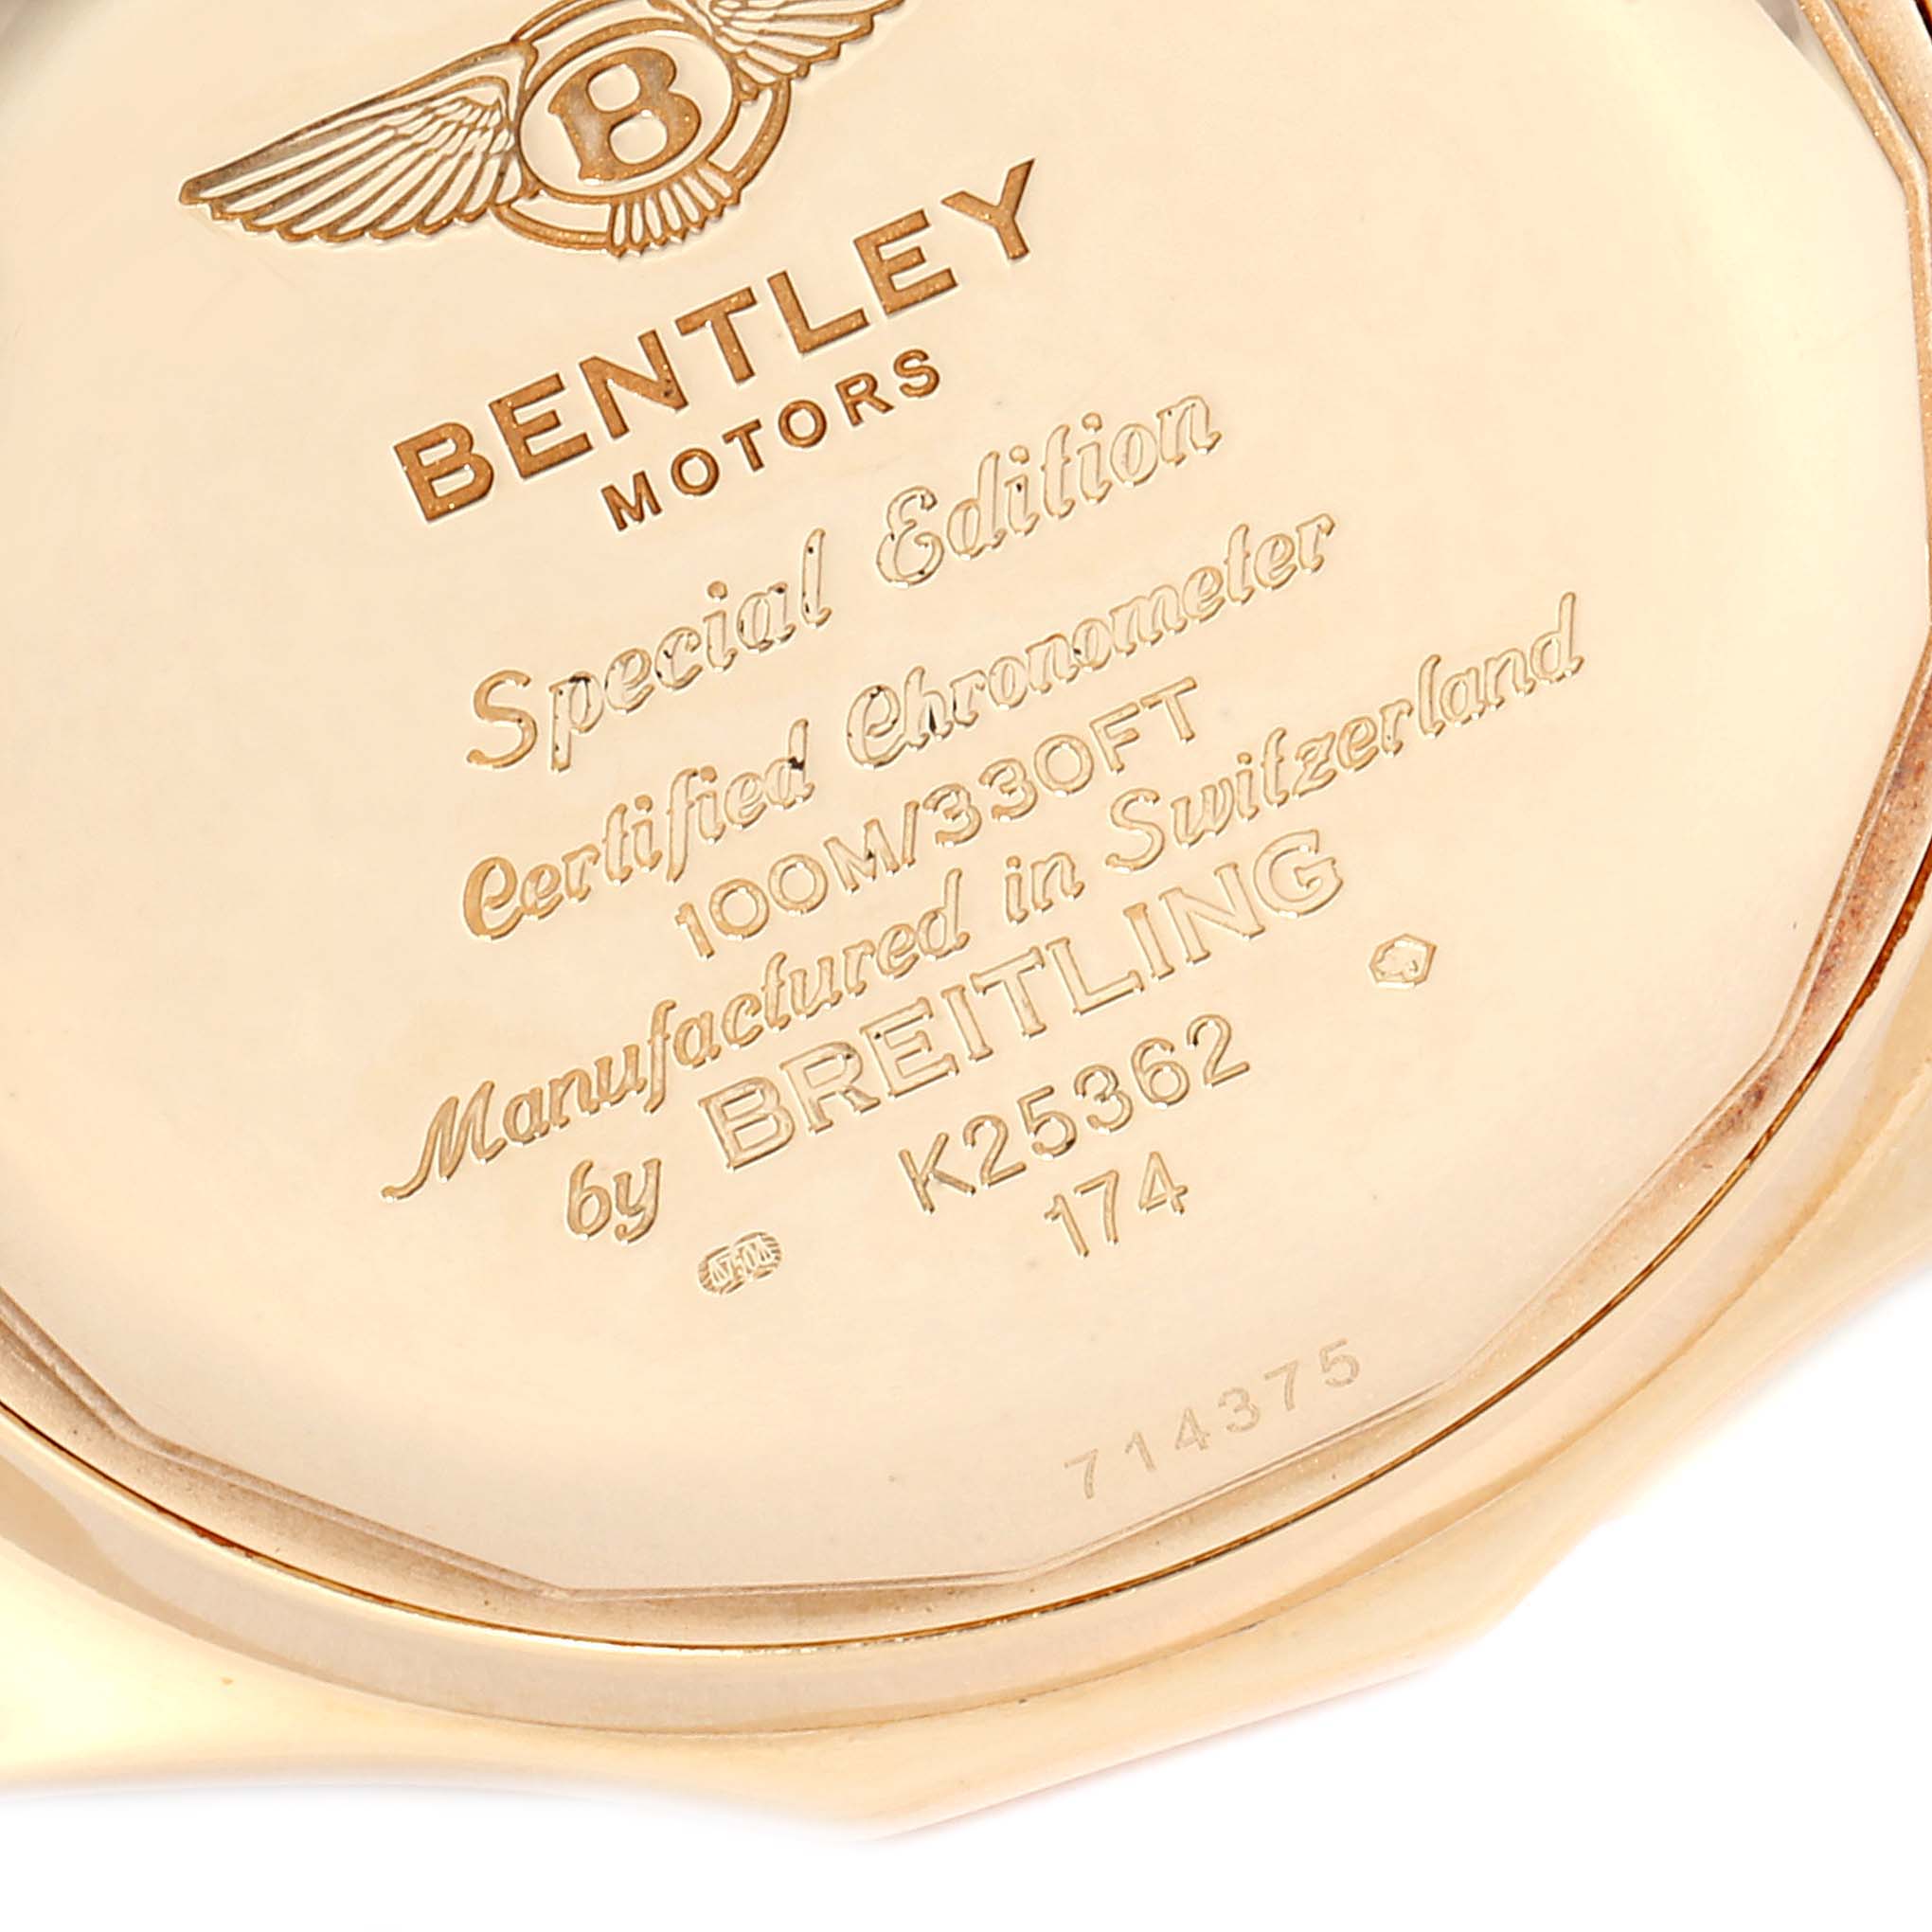 B
BENTLEY
MOTORS
Special Edition
Certified Chronometer
100M/330FT
Manufactured in Switzerland
by BREITLING
K25362
174
714375